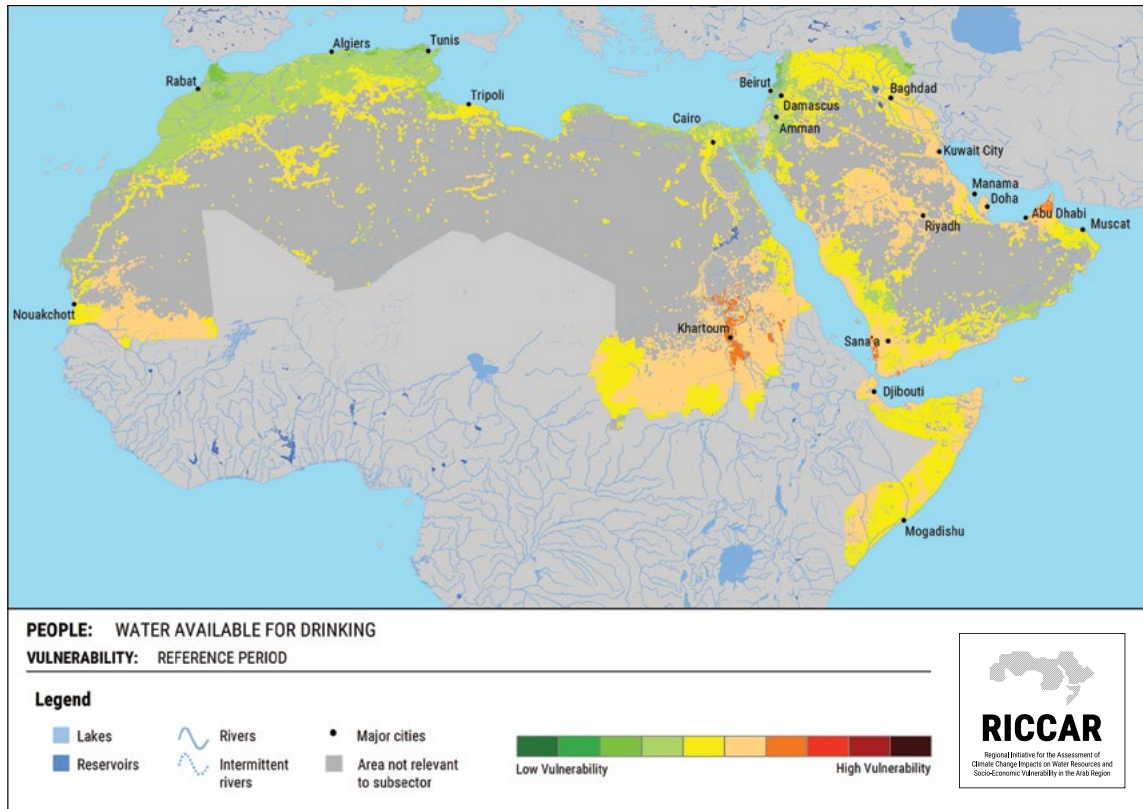 Algiers
Tunis
Rabat
Tripoli
Beirut
Baghdad
Damascus
Cairo
Amman
Kuwait City
Manama
Doha
Abu Dhabi
Riyadh
Muscat
Nouakchott
Khartoum
Sana'a
Djibouti
Mogadishu
PEOPLE: WATER AVAILABLE FOR DRINKING
VULNERABILITY: REFERENCE PERIOD
Legend
Lakes
Rivers
Major cities
Reservoirs
Intermittent
rivers
Area not relevant
to subsector
Low Vulnerability
High Vulnerability
RICCAR
Regional Initiative for the Assessment of
Climate Change Impacts on Water Resources and
Socio-Economic Vulnerability in the Arab Region